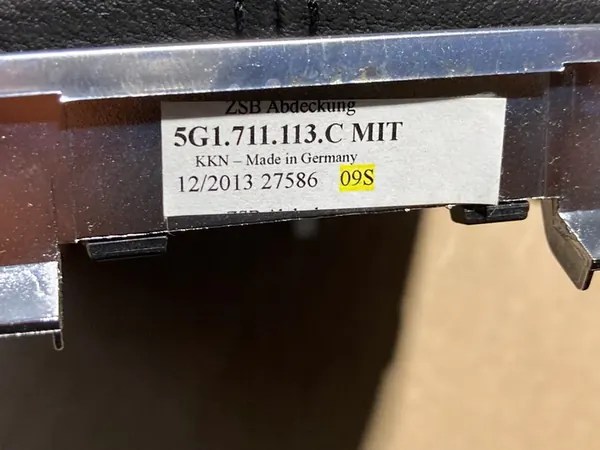 ZSB Abdeckung
5G1.711.113.C MIT
KKN – Made in Germany
12/2013 27586 09S